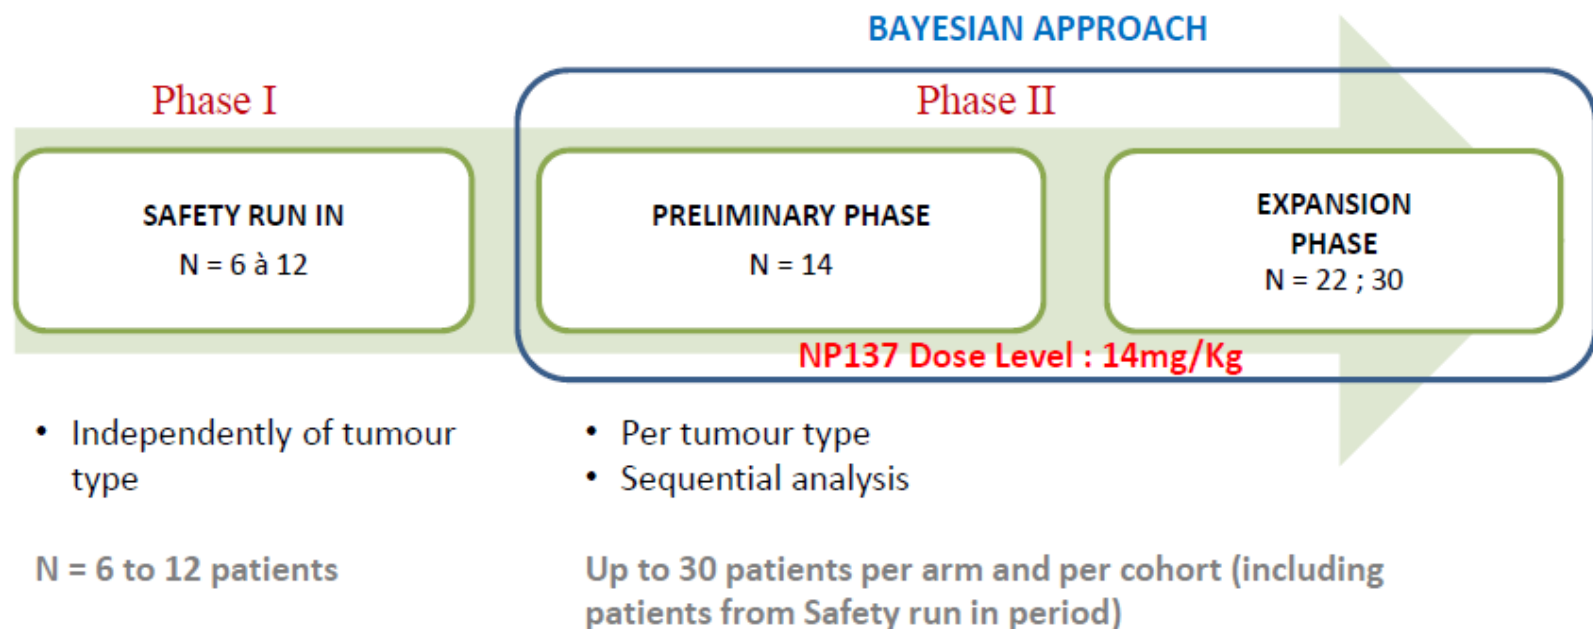 BAYESIAN APPROACH
Phase I
Phase II
SAFETY RUN IN
N = 6 à 12
PRELIMINARY PHASE
N = 14
EXPANSION
PHASE
N = 22 ; 30
NP137 Dose Level : 14mg/Kg
• Independently of tumour
type
• Per tumour type
• Sequential analysis
N = 6 to 12 patients
Up to 30 patients per arm and per cohort (including
patients from Safety run in period)